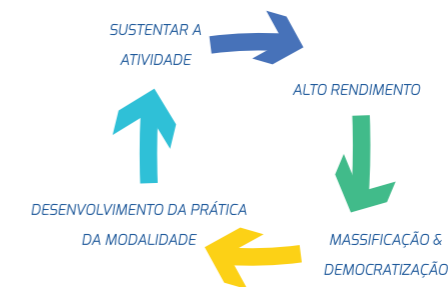 SUSTENTAR A
ATIVIDADE
ALTO RENDIMENTO
MASSIFICAÇÃO &
DEMOCRATIZAÇÃO
DESENVOLVIMENTO DA PRÁTICA
DA MODALIDADE